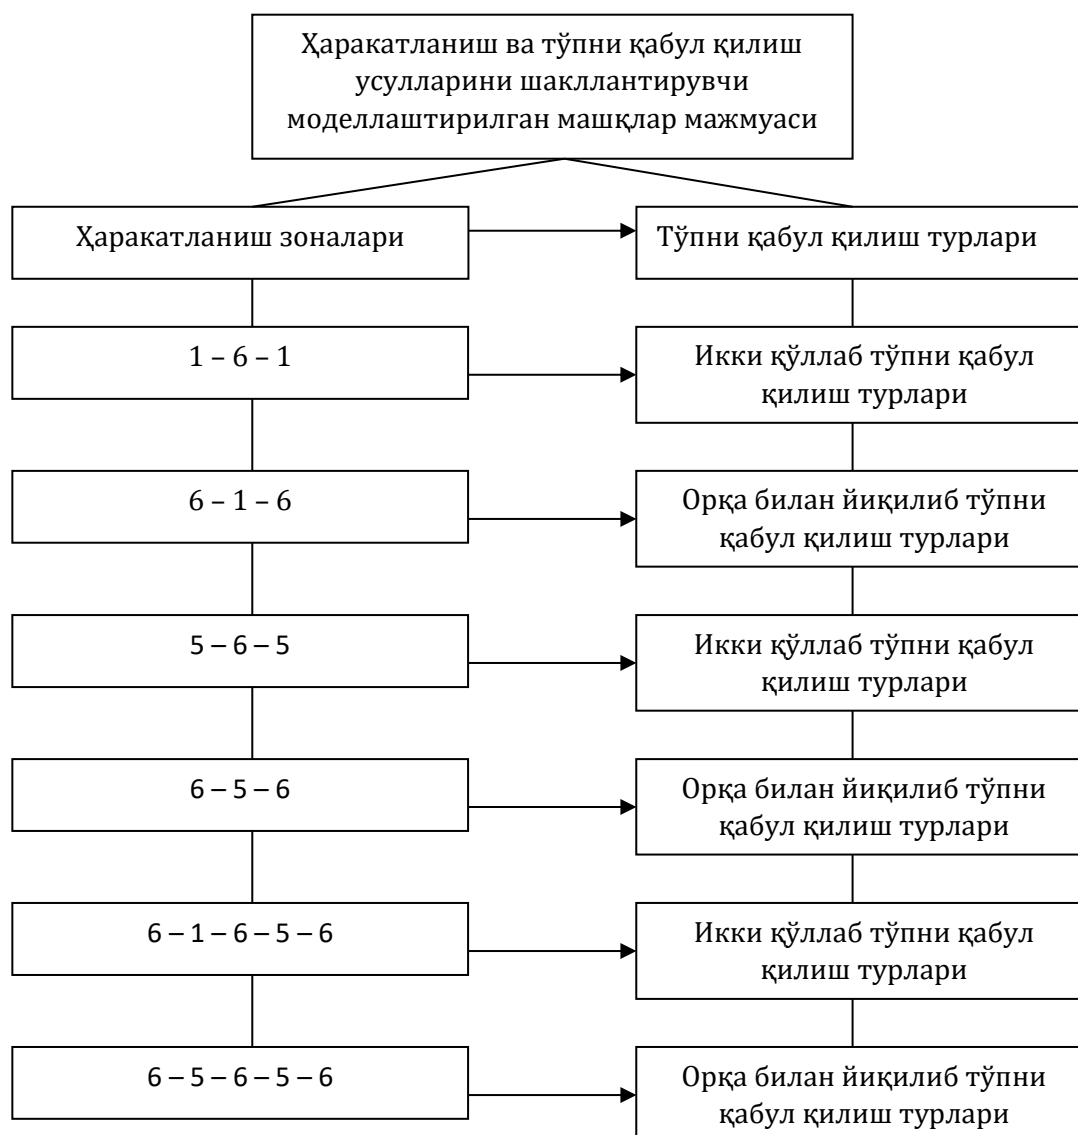 Ҳаракатланиш ва тўпни қабул қилиш
усулларини шакллантирувчи
моделлаштирилган машқлар мажмуаси
Ҳаракатланиш зоналари
Тўпни қабул қилиш турлари
1 – 6 – 1
Икки қўллаб тўпни қабул
қилиш турлари
6 – 1 – 6
Орқа билан йиқилиб тўпни
қабул қилиш турлари
5 – 6 – 5
Икки қўллаб тўпни қабул
қилиш турлари
6 – 5 – 6
Орқа билан йиқилиб тўпни
қабул қилиш турлари
6 – 1 – 6 – 5 – 6
Икки қўллаб тўпни қабул
қилиш турлари
6 – 5 – 6 – 5 – 6
Орқа билан йиқилиб тўпни
қабул қилиш турлари